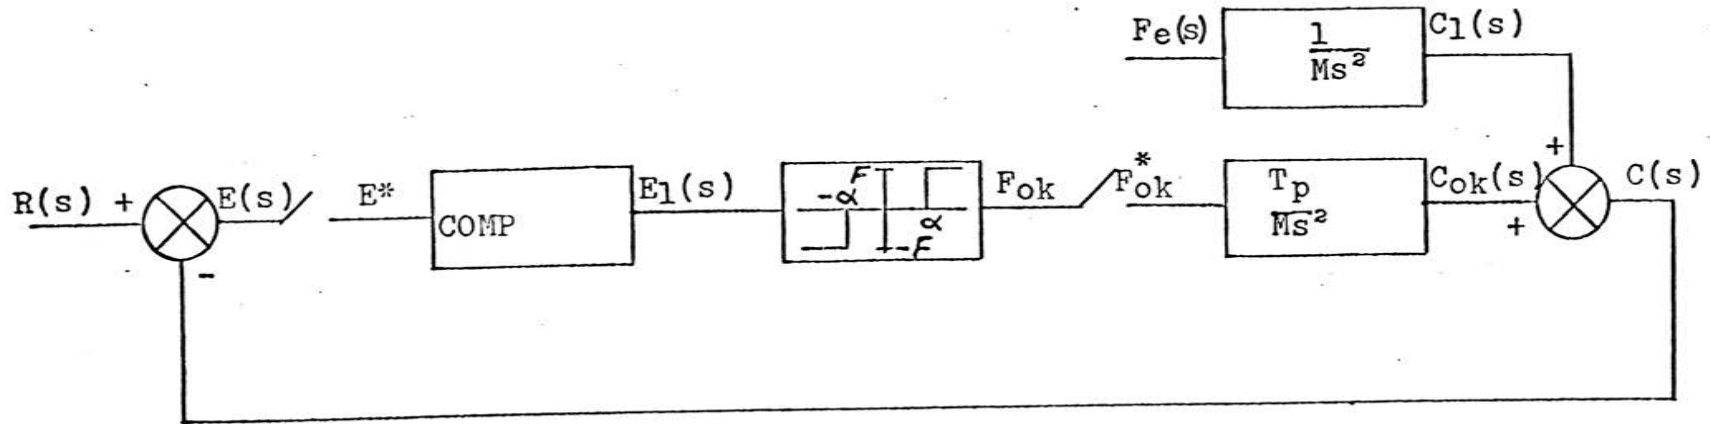 Fe(s)
1
Ms²
C1(s)
+
R(s) +
E(s)
E*
COMP
E1(s)
-α
F
α
-F
Fok
F*ok
Tp
Ms²
Cok(s)
+
C(s)
-